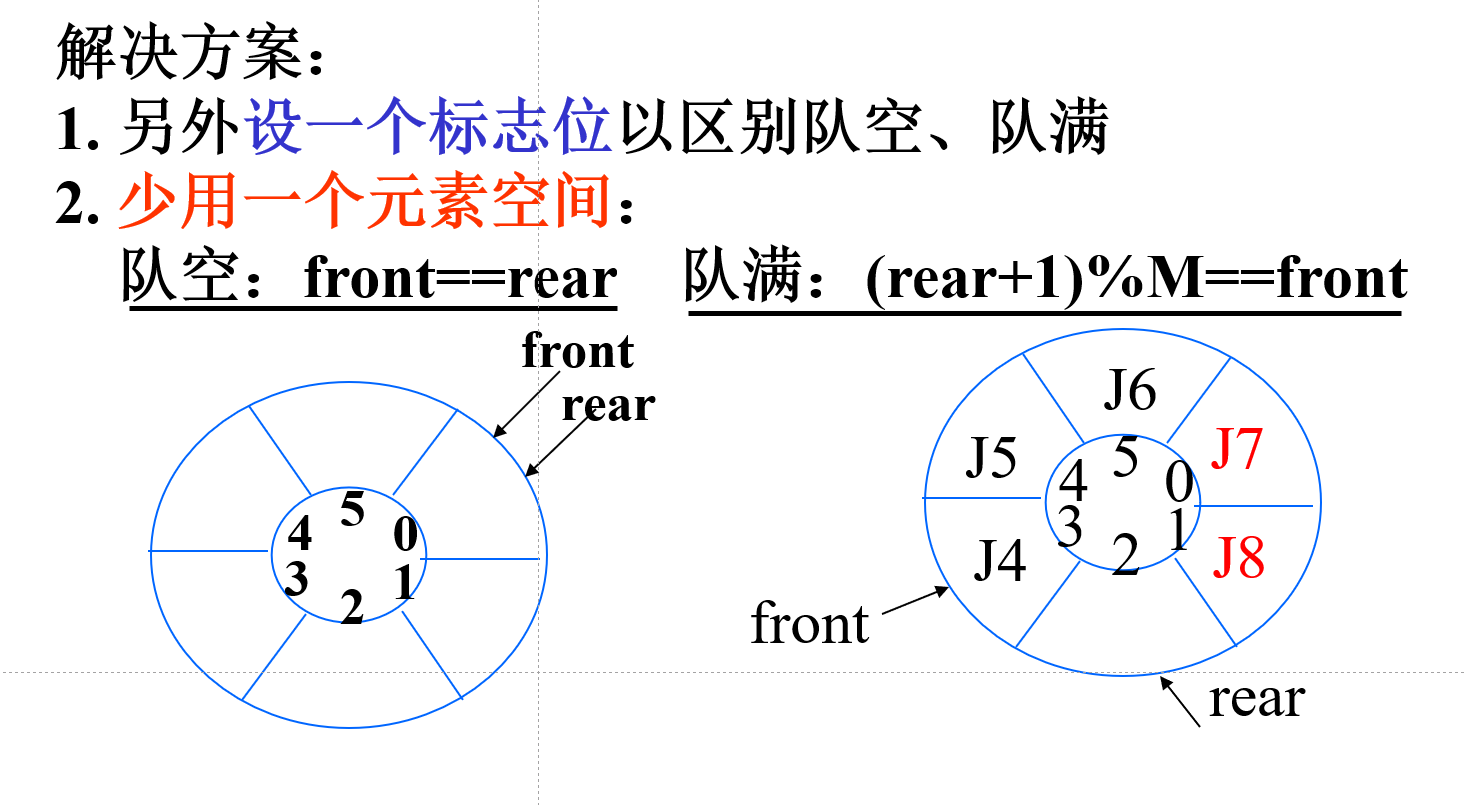 解决方案：
1. 另外设一个标志位以区别队空、队满
2. 少用一个元素空间：
队空：front==rear 队满：(rear+1)%M==front
front
rear
5
4 0
3 1
2
J6
J5 J7
5
4 0
3 1
2
J4 J8
front
rear